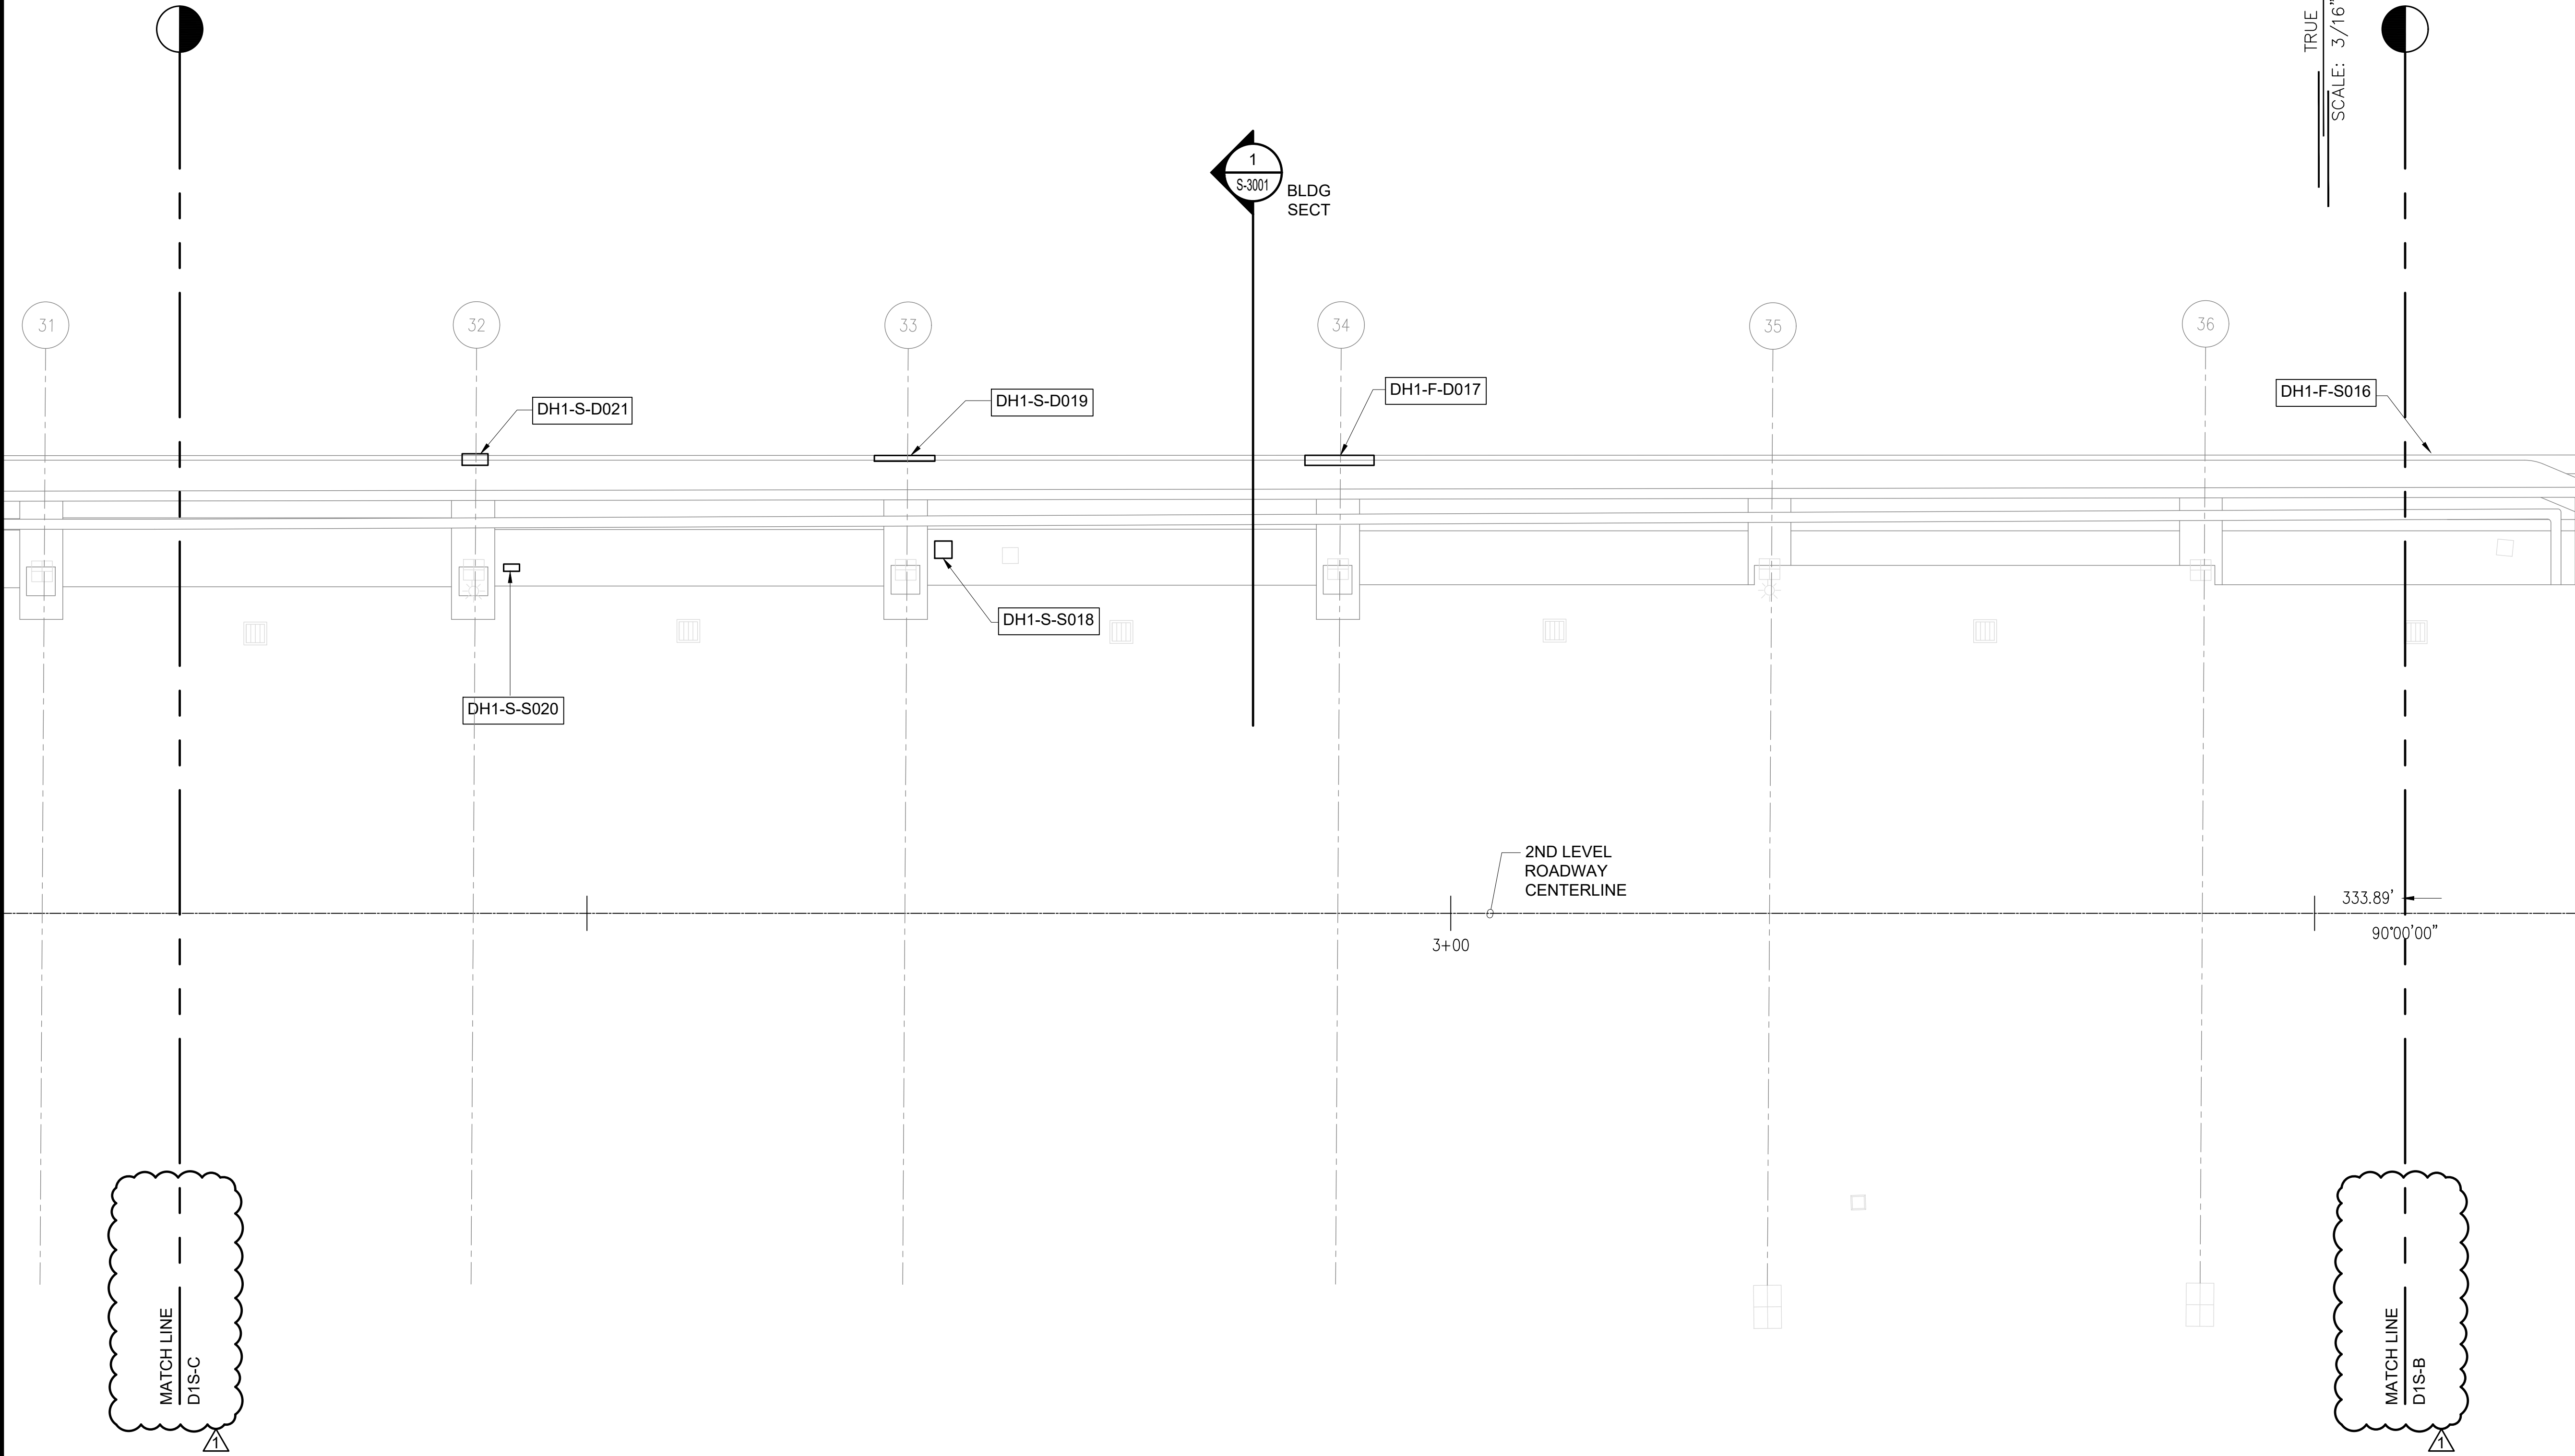 TRUE
SCALE: 3/16"
1
S-3001
BLDG
SECT
31
32
33
34
35
36
DH1-S-D021
DH1-S-D019
DH1-F-D017
DH1-F-S016
DH1-S-S018
DH1-S-S020
2ND LEVEL
ROADWAY
CENTERLINE
333.89'
3+00
90°00'00"
MATCH LINE
D1S-C
1
MATCH LINE
D1S-B
1